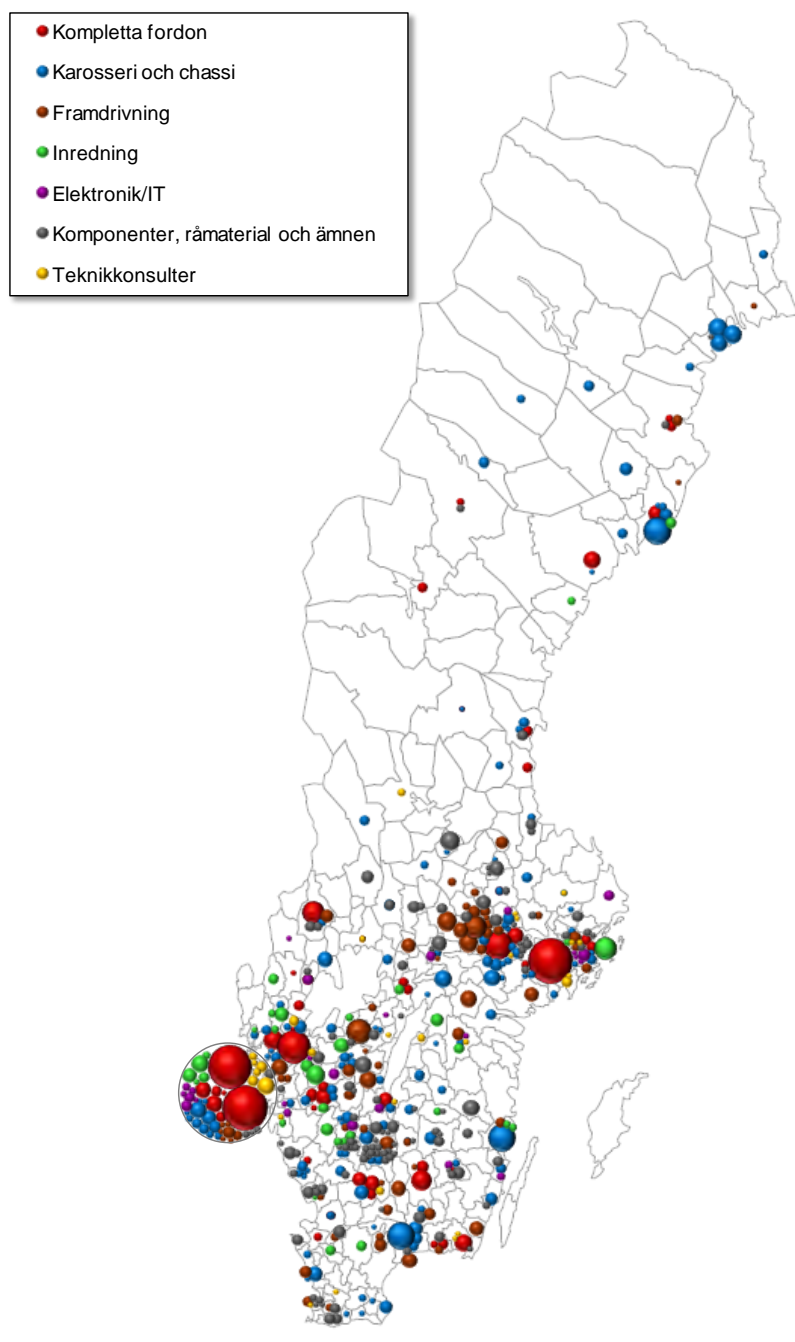 Kompletta fordon
Karosseri och chassi
Framdrivning
Inredning
Elektronik/IT
Komponenter, råmaterial och ämnen
Teknikkonsulter